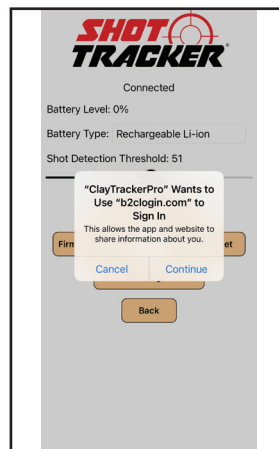 SHOT
TRACKER
Connected
Battery Level: 0%
Battery Type: Rechargeable Li-ion
Shot Detection Threshold: 51
"ClayTrackerPro" Wants to
Use "b2clogin.com" to
Sign In
This allows the app and website to
share information about you.
Cancel Continue
Back